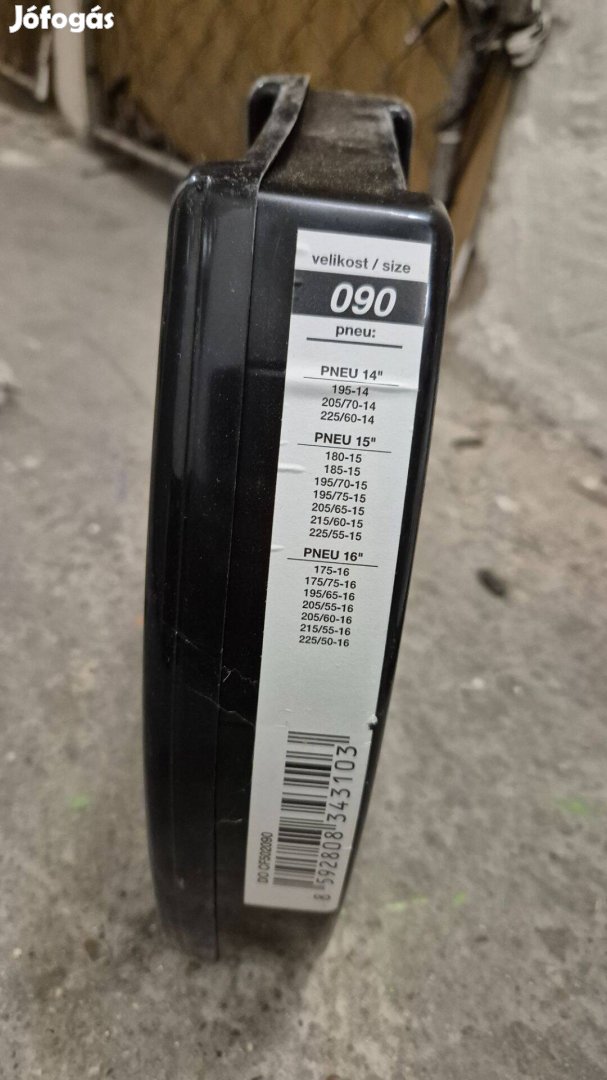 Jófogás
velikost / size
090
pneu:
PNEU 14"
195-14
205/70-14
225/60-14
PNEU 15"
180-15
185-15
195/70-15
195/75-15
205/65-15
215/60-15
225/55-15
PNEU 16"
175-16
175/75-16
195/65-16
205/55-16
205/60-16
215/55-16
225/50-16
DO CF502090
8 592808 343103